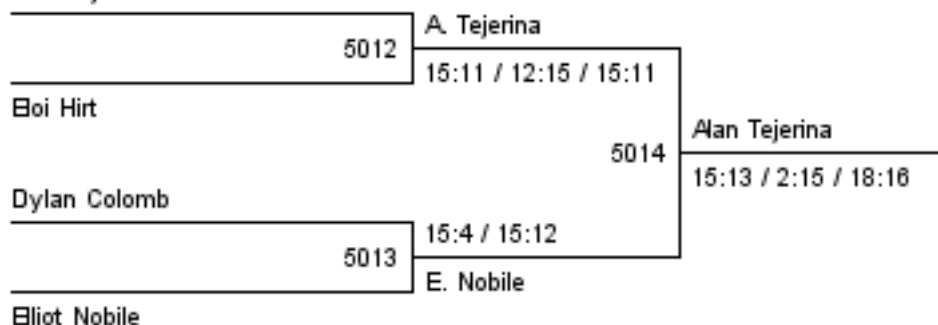 A. Tejerina
5012
15:11 / 12:15 / 15:11
Eloi Hirt
Alan Tejerina
5014
15:13 / 2:15 / 18:16
Dylan Colomb
15:4 / 15:12
5013
E. Nobile
Elliot Nobile